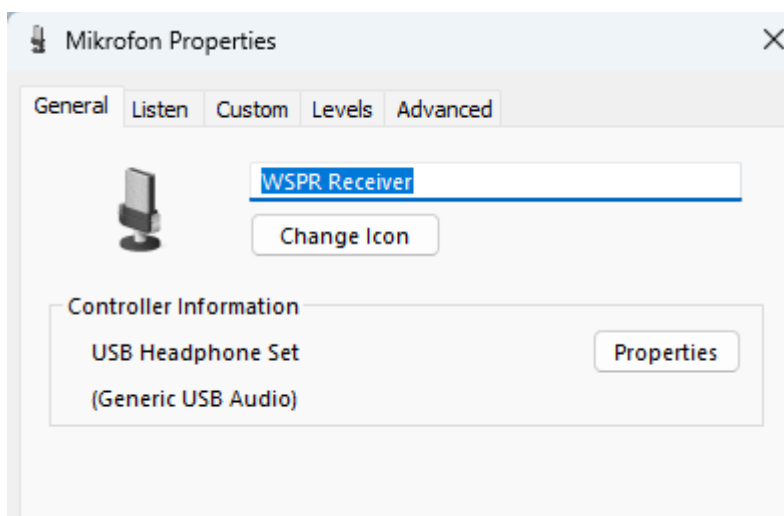 Mikrofon Properties
General Listen Custom Levels Advanced
WSPR Receiver
Change Icon
Controller Information
USB Headphone Set Properties
(Generic USB Audio)